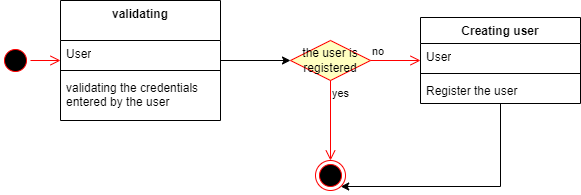 validating
User
validating the credentials
entered by the user
the user is
registered
no
yes
Creating user
User
Register the user